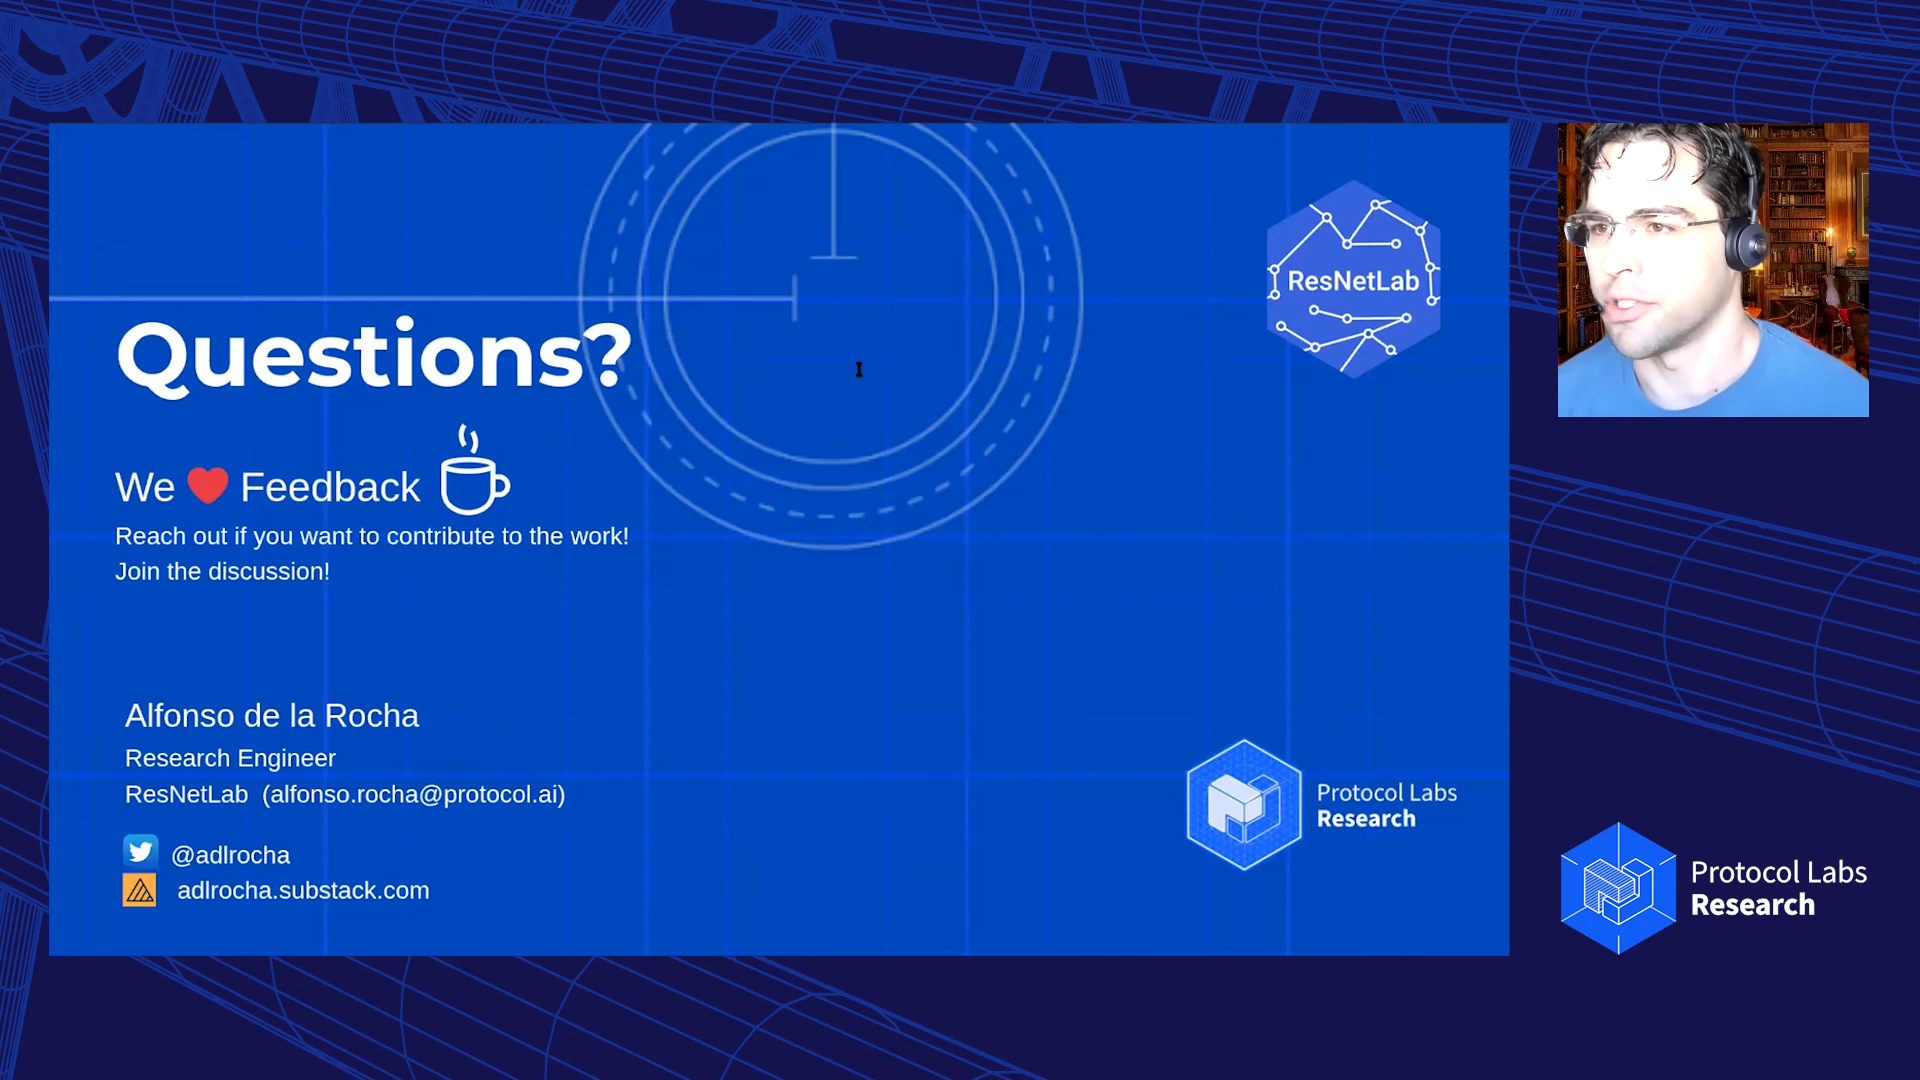 Questions?
We ❤️ Feedback
Reach out if you want to contribute to the work!
Join the discussion!
Alfonso de la Rocha
Research Engineer
ResNetLab (alfonso.rocha@protocol.ai)
@adlrocha
adlrocha.substack.com
ResNetLab
Protocol Labs
Research
Protocol Labs
Research